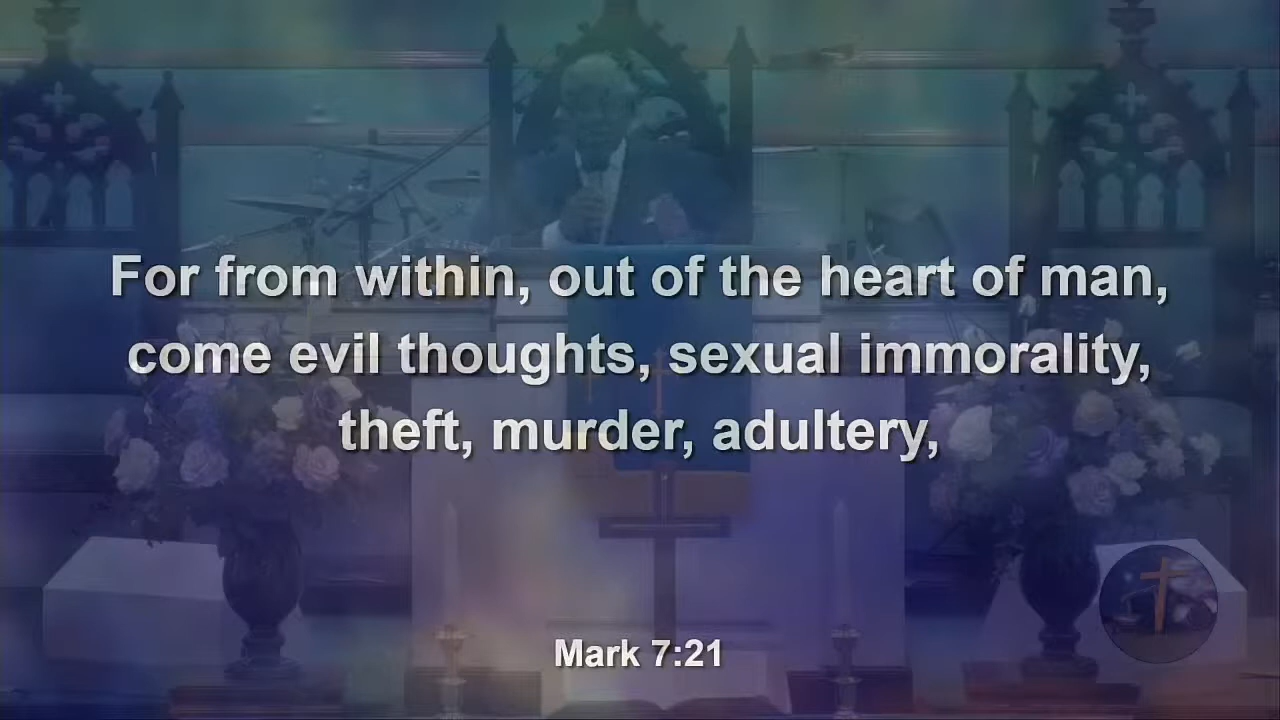 For from within, out of the heart of man,
come evil thoughts, sexual immorality,
theft, murder, adultery,
Mark 7:21